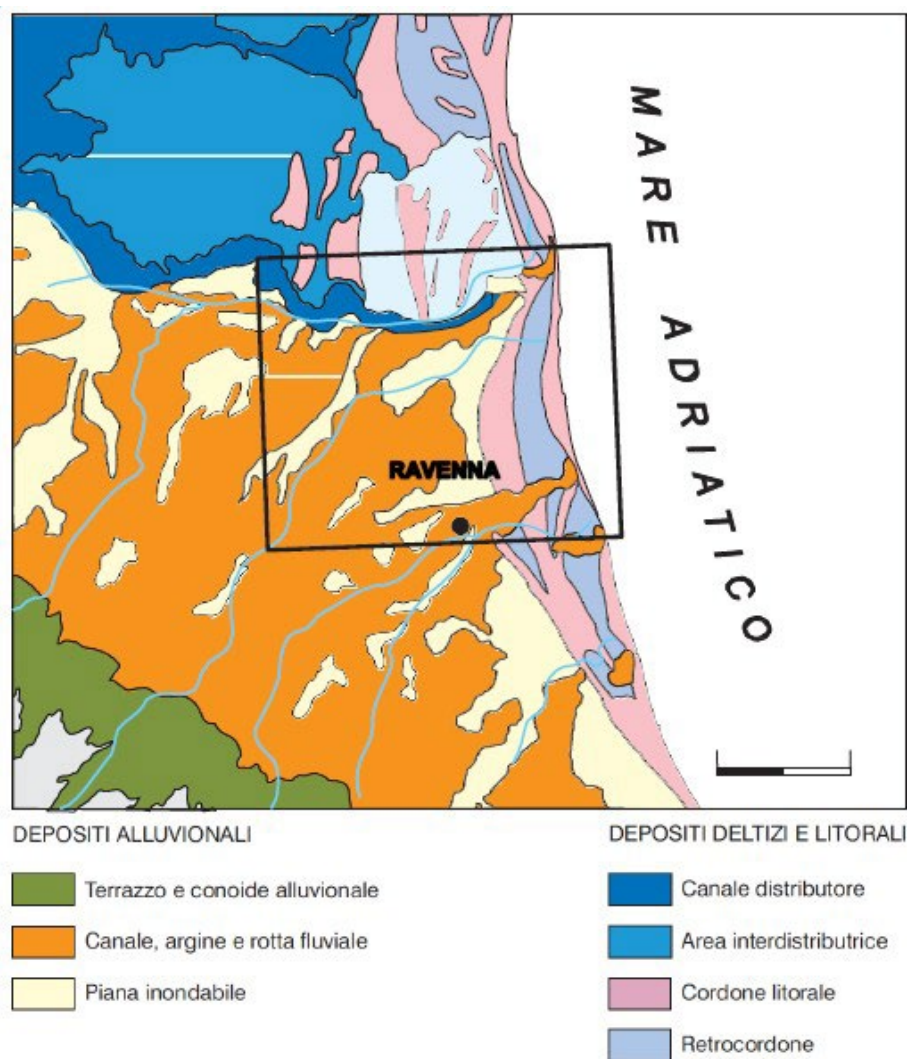 MARE ADRIATICO
RAVENNA
DEPOSITI ALLUVIONALI
Terrazzo e conoide alluvionale
Canale, argine e rotta fluviale
Piana inondabile
DEPOSITI DELTIZI E LITORALI
Canale distributore
Area interdistributrice
Cordone litorale
Retrocordone